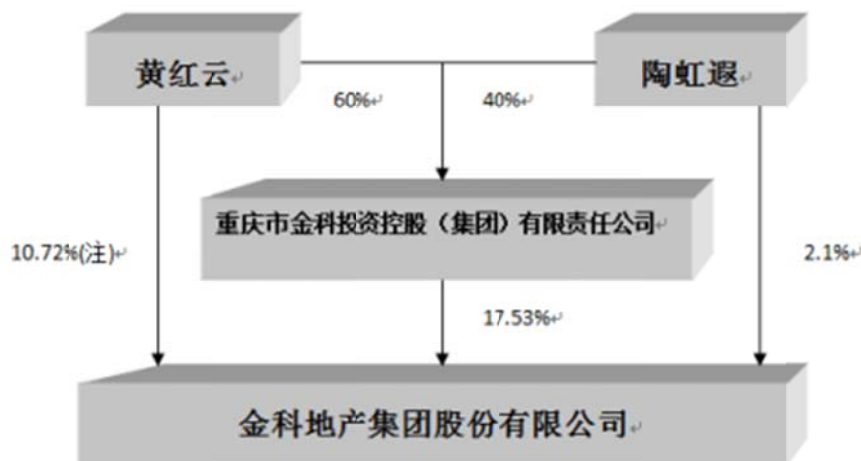 黄红云
陶虹遐
60%
40%
重庆市金科投资控股（集团）有限责任公司
10.72%(注)
2.1%
17.53%
金科地产集团股份有限公司